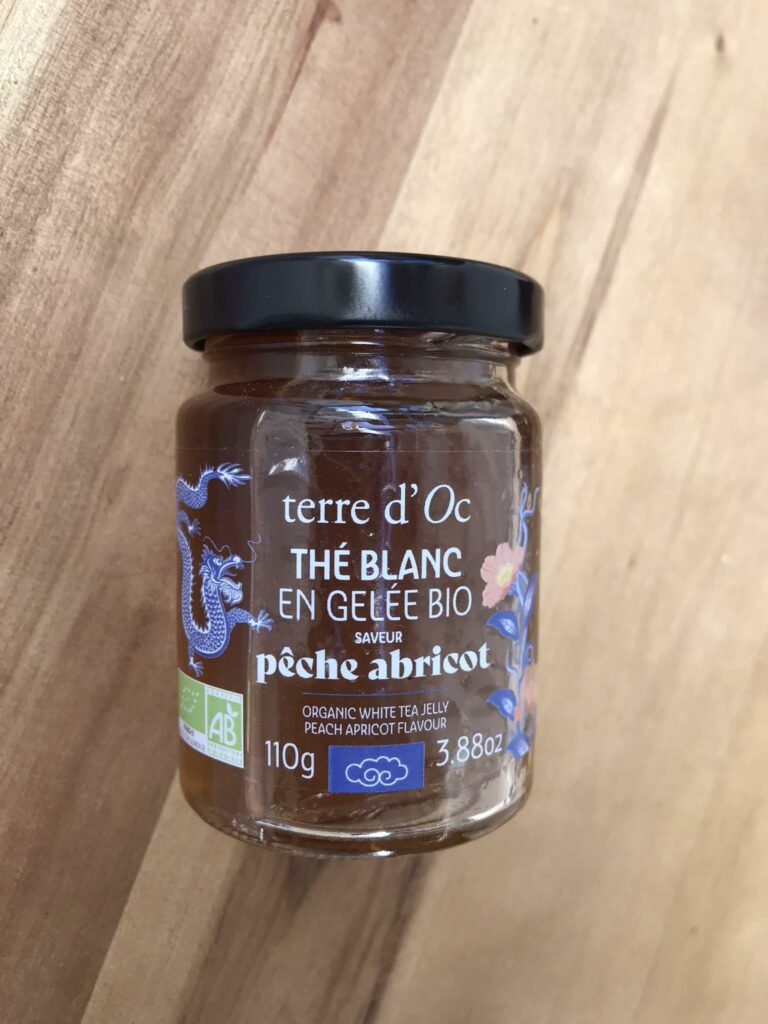 terre d'Oc
THÉ BLANC
EN GELÉE BIO
SAVEUR
pêche abricot
ORGANIC WHITE TEA JELLY
PEACH APRICOT FLAVOUR
110g
3.88oz
AB